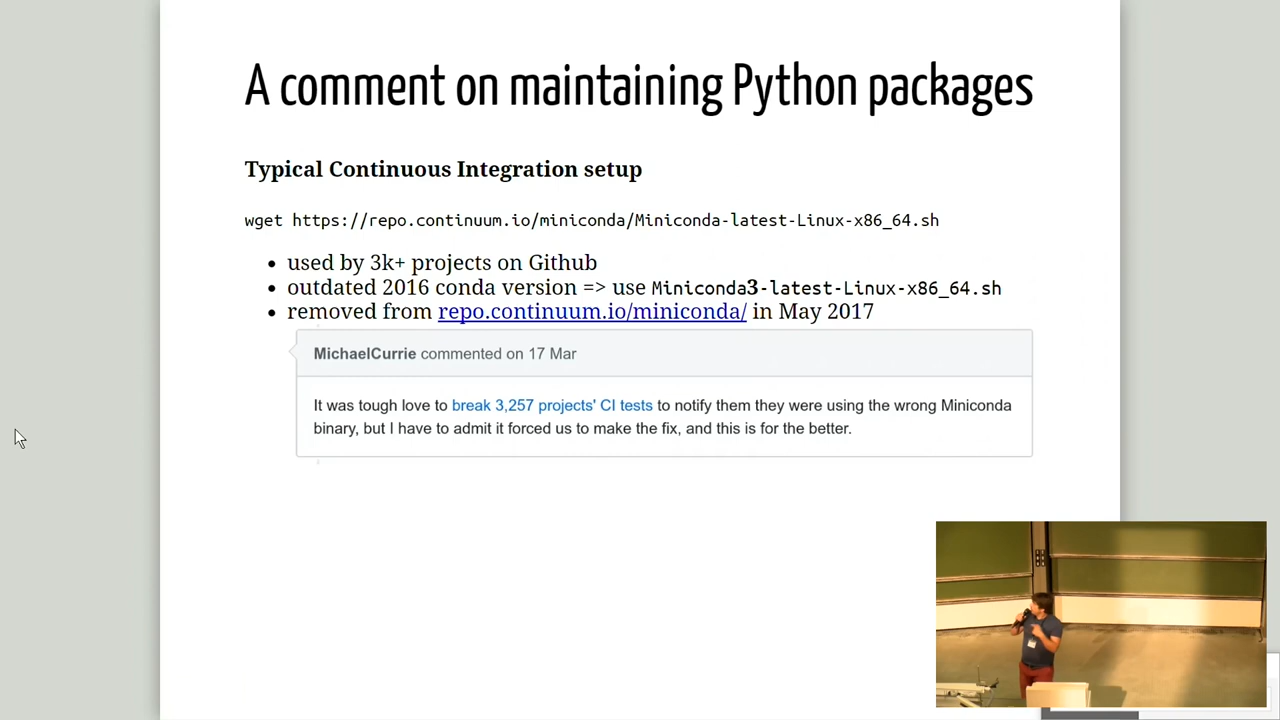 A comment on maintaining Python packages
Typical Continuous Integration setup
wget https://repo.continuum.io/miniconda/Miniconda-latest-Linux-x86_64.sh
used by 3k+ projects on Github
outdated 2016 conda version => use Miniconda3-latest-Linux-x86_64.sh
removed from repo.continuum.io/miniconda/ in May 2017
MichaelCurrie commented on 17 Mar
It was tough love to break 3,257 projects' CI tests to notify them they were using the wrong Miniconda
binary, but I have to admit it forced us to make the fix, and this is for the better.